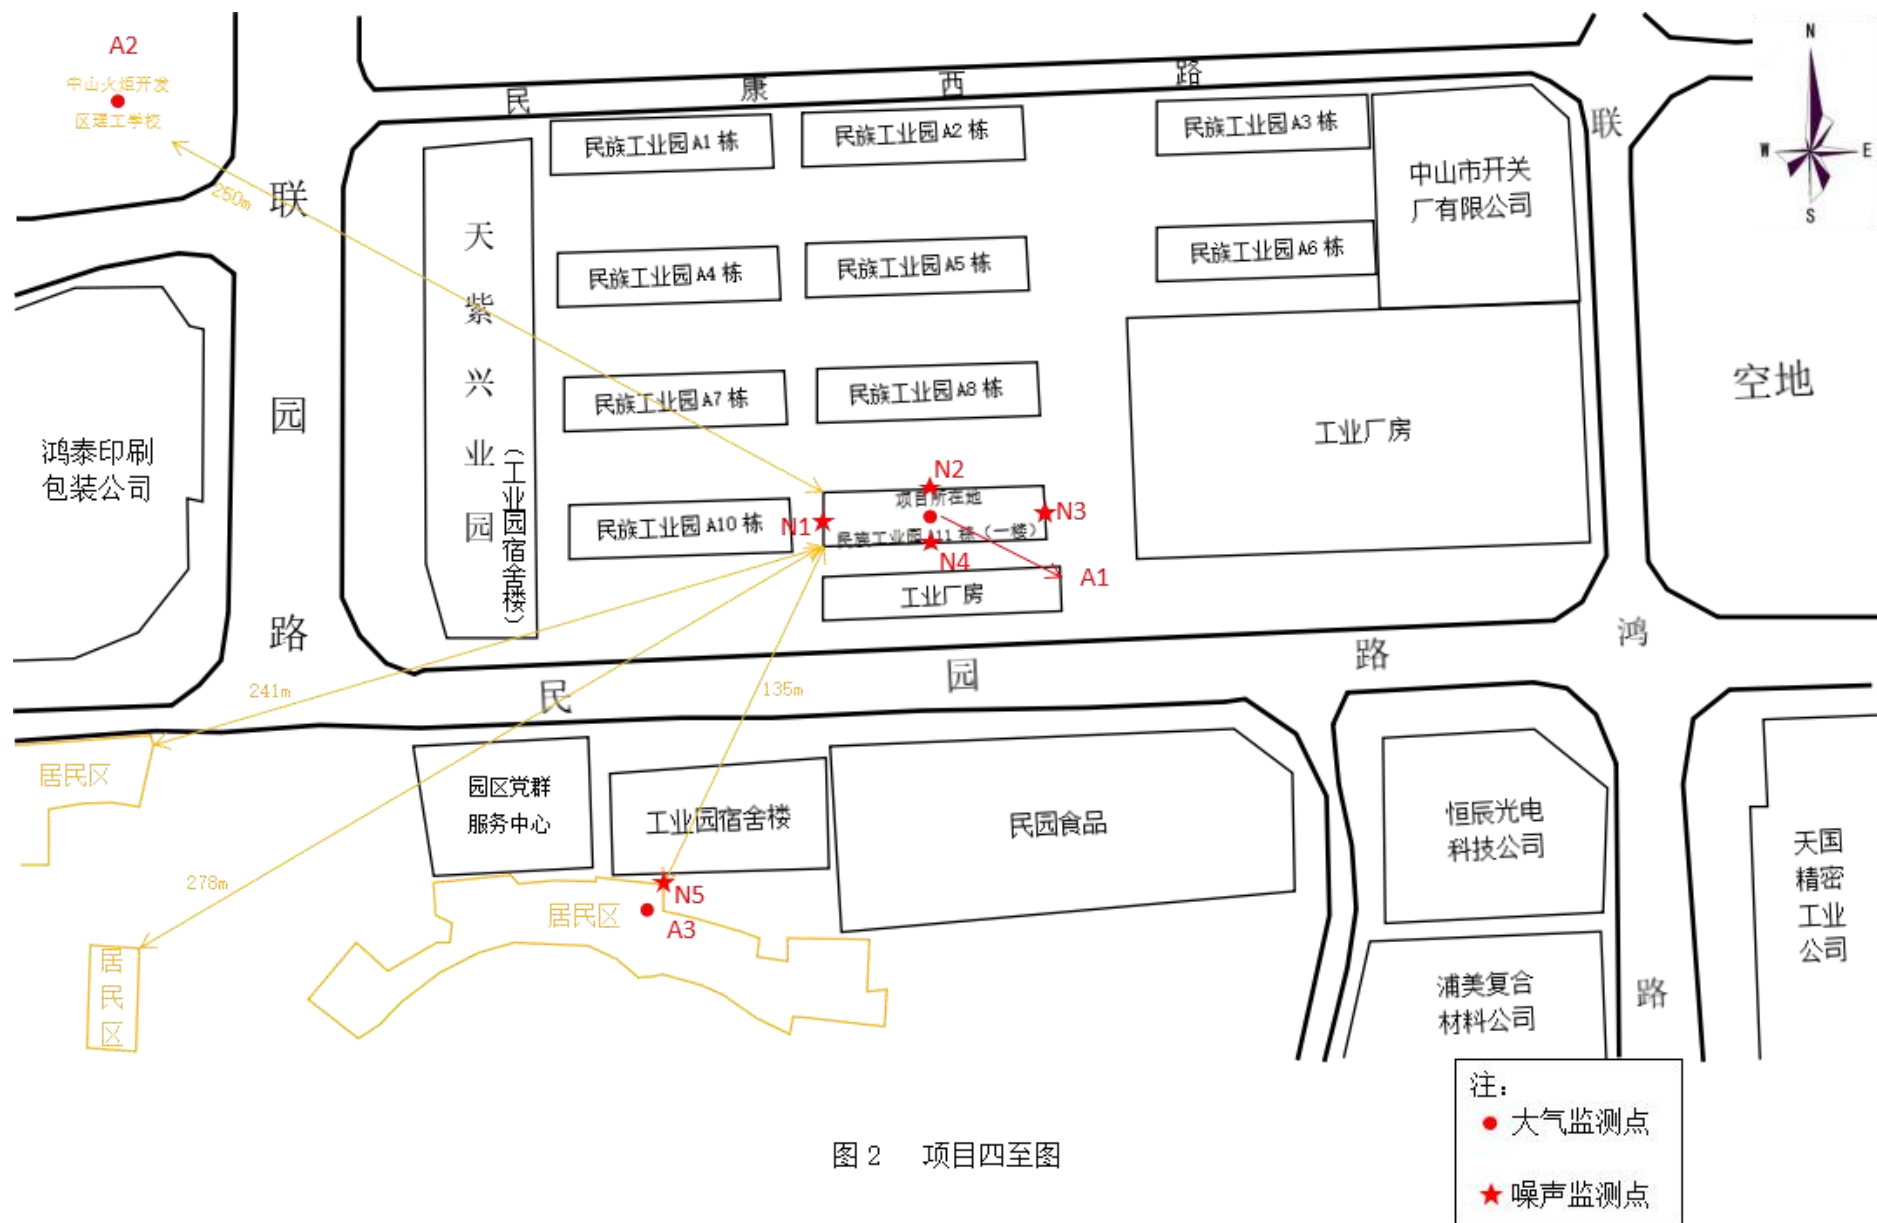 A2
中山火炬开发
区理工学校
250m
民康西路
联园路
天紫兴业园
（工业园宿舍楼）
民族工业园A1栋
民族工业园A2栋
民族工业园A3栋
中山市开关
厂有限公司
联
N
W
E
S
民族工业园A4栋
民族工业园A5栋
民族工业园A6栋
民族工业园A7栋
民族工业园A8栋
工业厂房
空地
鸿泰印刷
包装公司
民族工业园A10栋
N1
N2
项目所在地
民族工业园A11栋（一楼）
N3
N4
A1
工业厂房
民园路
鸿
路
241m
135m
278m
居民区
居民区
园区党群
服务中心
工业园宿舍楼
民园食品
N5
居民区
A3
恒辰光电
科技公司
浦美复合
材料公司
天国
精密
工业
公司
注：
大气监测点
噪声监测点
图2 项目四至图